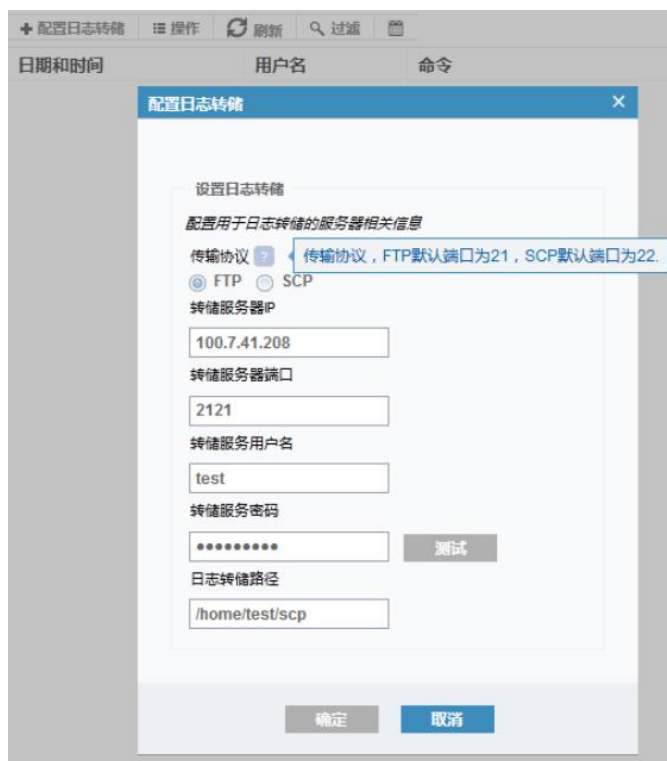 配置日志转储 操作 刷新 过滤
日期和时间 用户名 命令
配置日志转储
设置日志转储
配置用于日志转储的服务器相关信息
传输协议 ? 传输协议，FTP默认端口为21，SCP默认端口为22.
FTP SCP
转储服务器IP
100.7.41.208
转储服务器端口
2121
转储服务用户名
test
转储服务密码
●●●●●●●●● 测试
日志转储路径
/home/test/scp
确定 取消